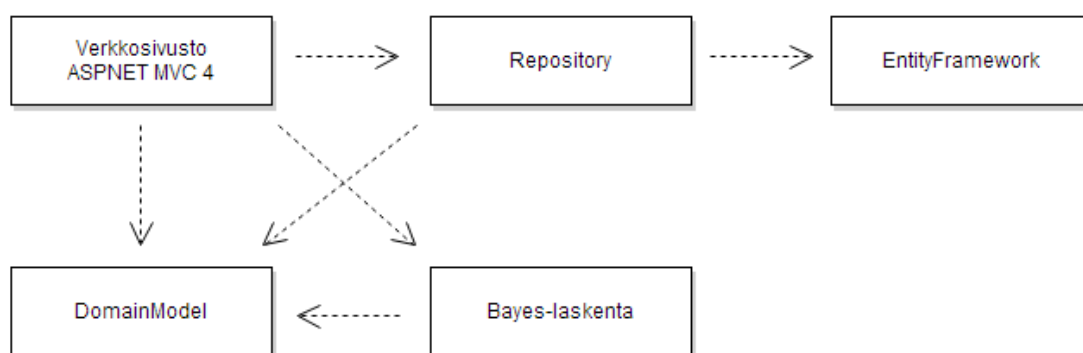 Verkkosivusto
ASPNET MVC 4
Repository
EntityFramework
DomainModel
Bayes-laskenta